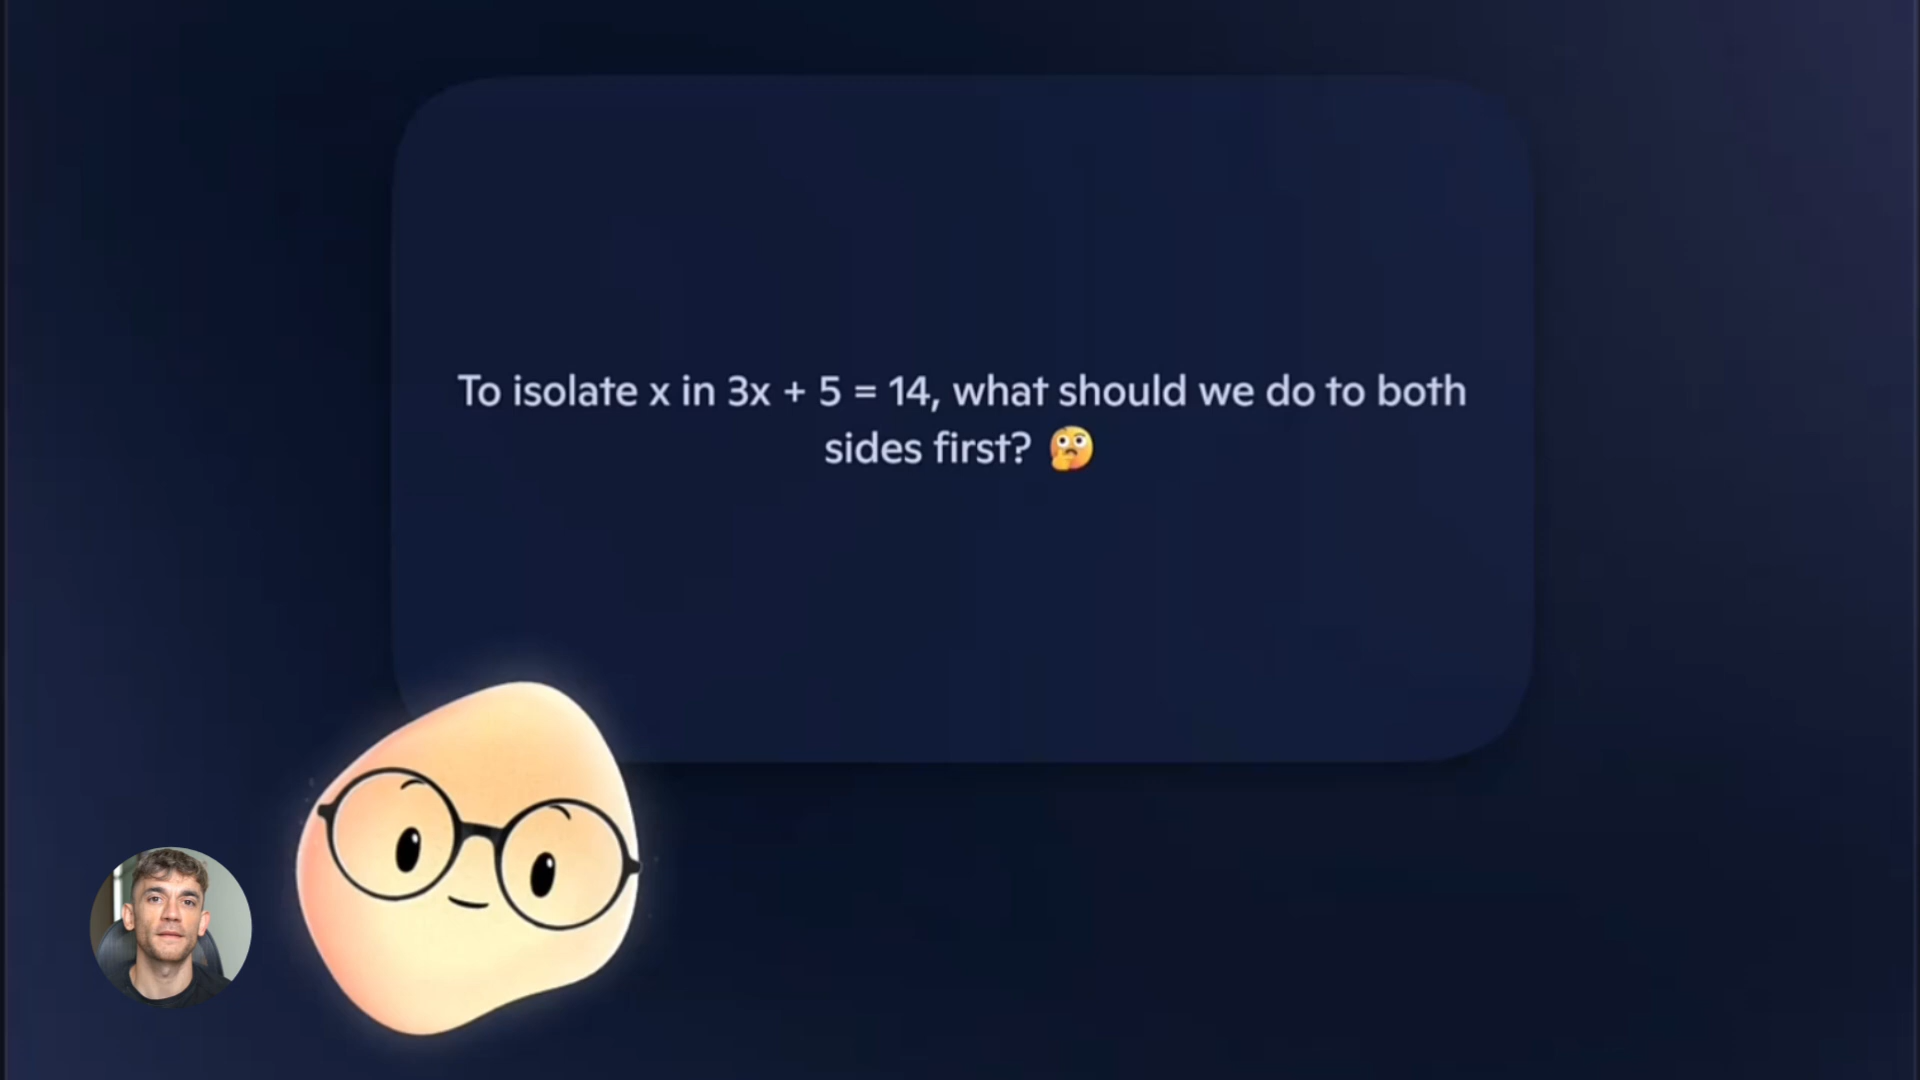 To isolate x in 3x + 5 = 14, what should we do to both
sides first? 🤔